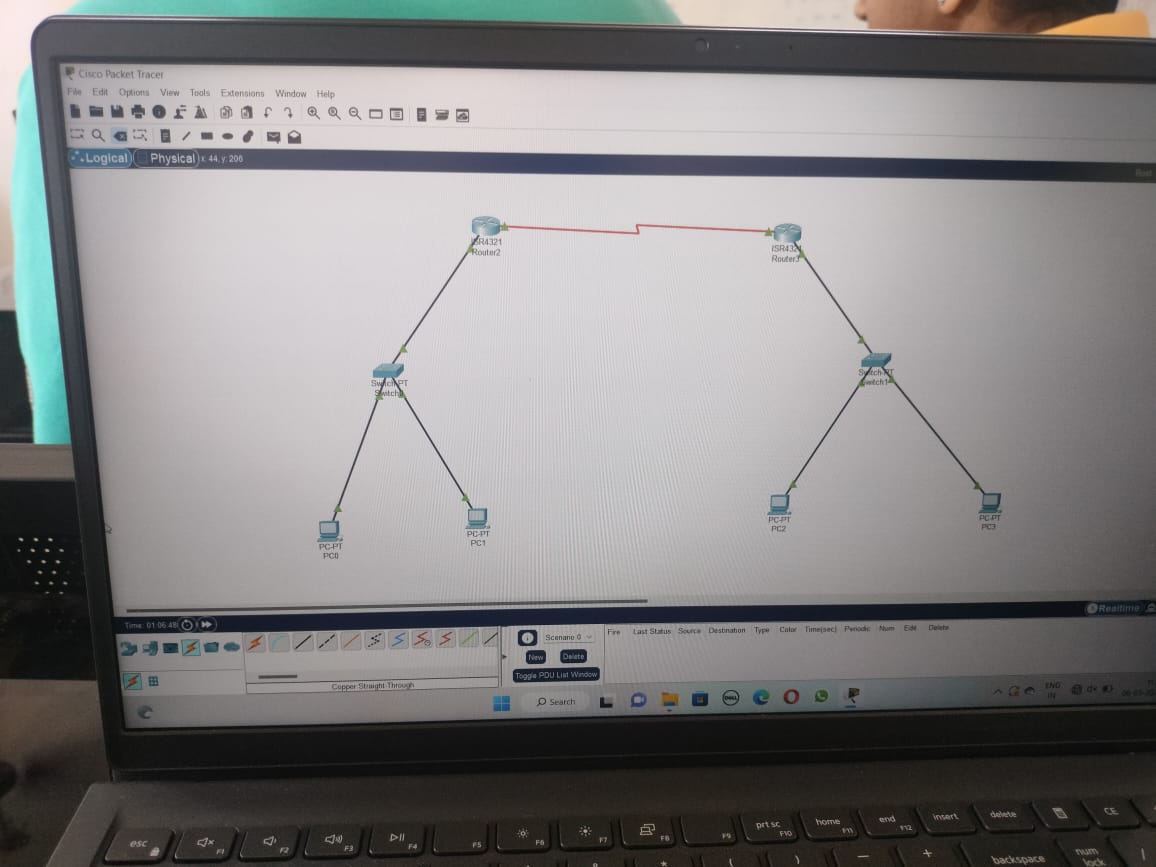 Cisco Packet Tracer
File Edit Options View Tools Extensions Window Help
Logical Physical x: 44, y: 206
Root
ISR4321
Router2
ISR4321
Router3
Switch-PT
Switch0
Switch-PT
Switch1
PC-PT
PC0
PC-PT
PC1
PC-PT
PC2
PC-PT
PC3
Time: 01:06:48
Realtime
Scenario 0
Fire Last Status Source Destination Type Color Time(sec) Periodic Num Edit Delete
New Delete
Toggle PDU List Window
Copper Straight-Through
Search
DELL
ENG
IN
esc
F1
F2
F3
F4
F5
F6
F7
F8
F9
prt sc
F10
home
F11
end
F12
insert
delete
CE
backspace
num
lock